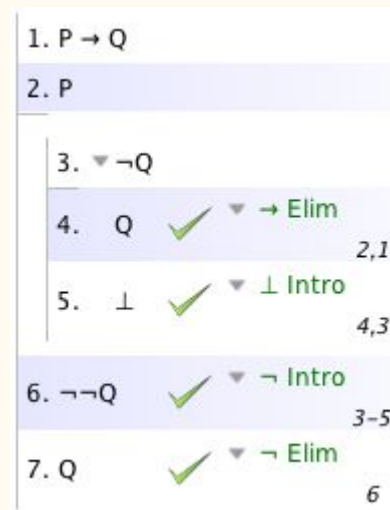 1. P → Q
2. P
3. ¬Q
4. Q → Elim
2,1
5. ⊥ ⊥ Intro
4,3
6. ¬¬Q ¬ Intro
3–5
7. Q ¬ Elim
6